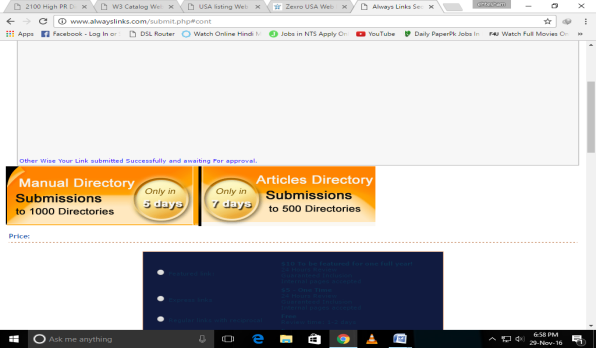 2100 High PR Di
W3 Catalog Web
USA listing Web
Zexro USA Web
Always Links Sea
www.alwayslinks.com/submit.php#cont
Apps
Facebook - Log In or
DSL Router
Watch Online Hindi M
Jobs in NTS Apply On
YouTube
Daily PaperPk Jobs in
Watch Full Movies On
Other Wise Your Link submitted Successfully and awaiting For approval.
Manual Directory
Submissions
to 1000 Directories
Only in
5 days
Only in
7 days
Articles Directory
Submissions
to 500 Directories
Price:
Ask me anything
6:58 PM
29-Nov-16